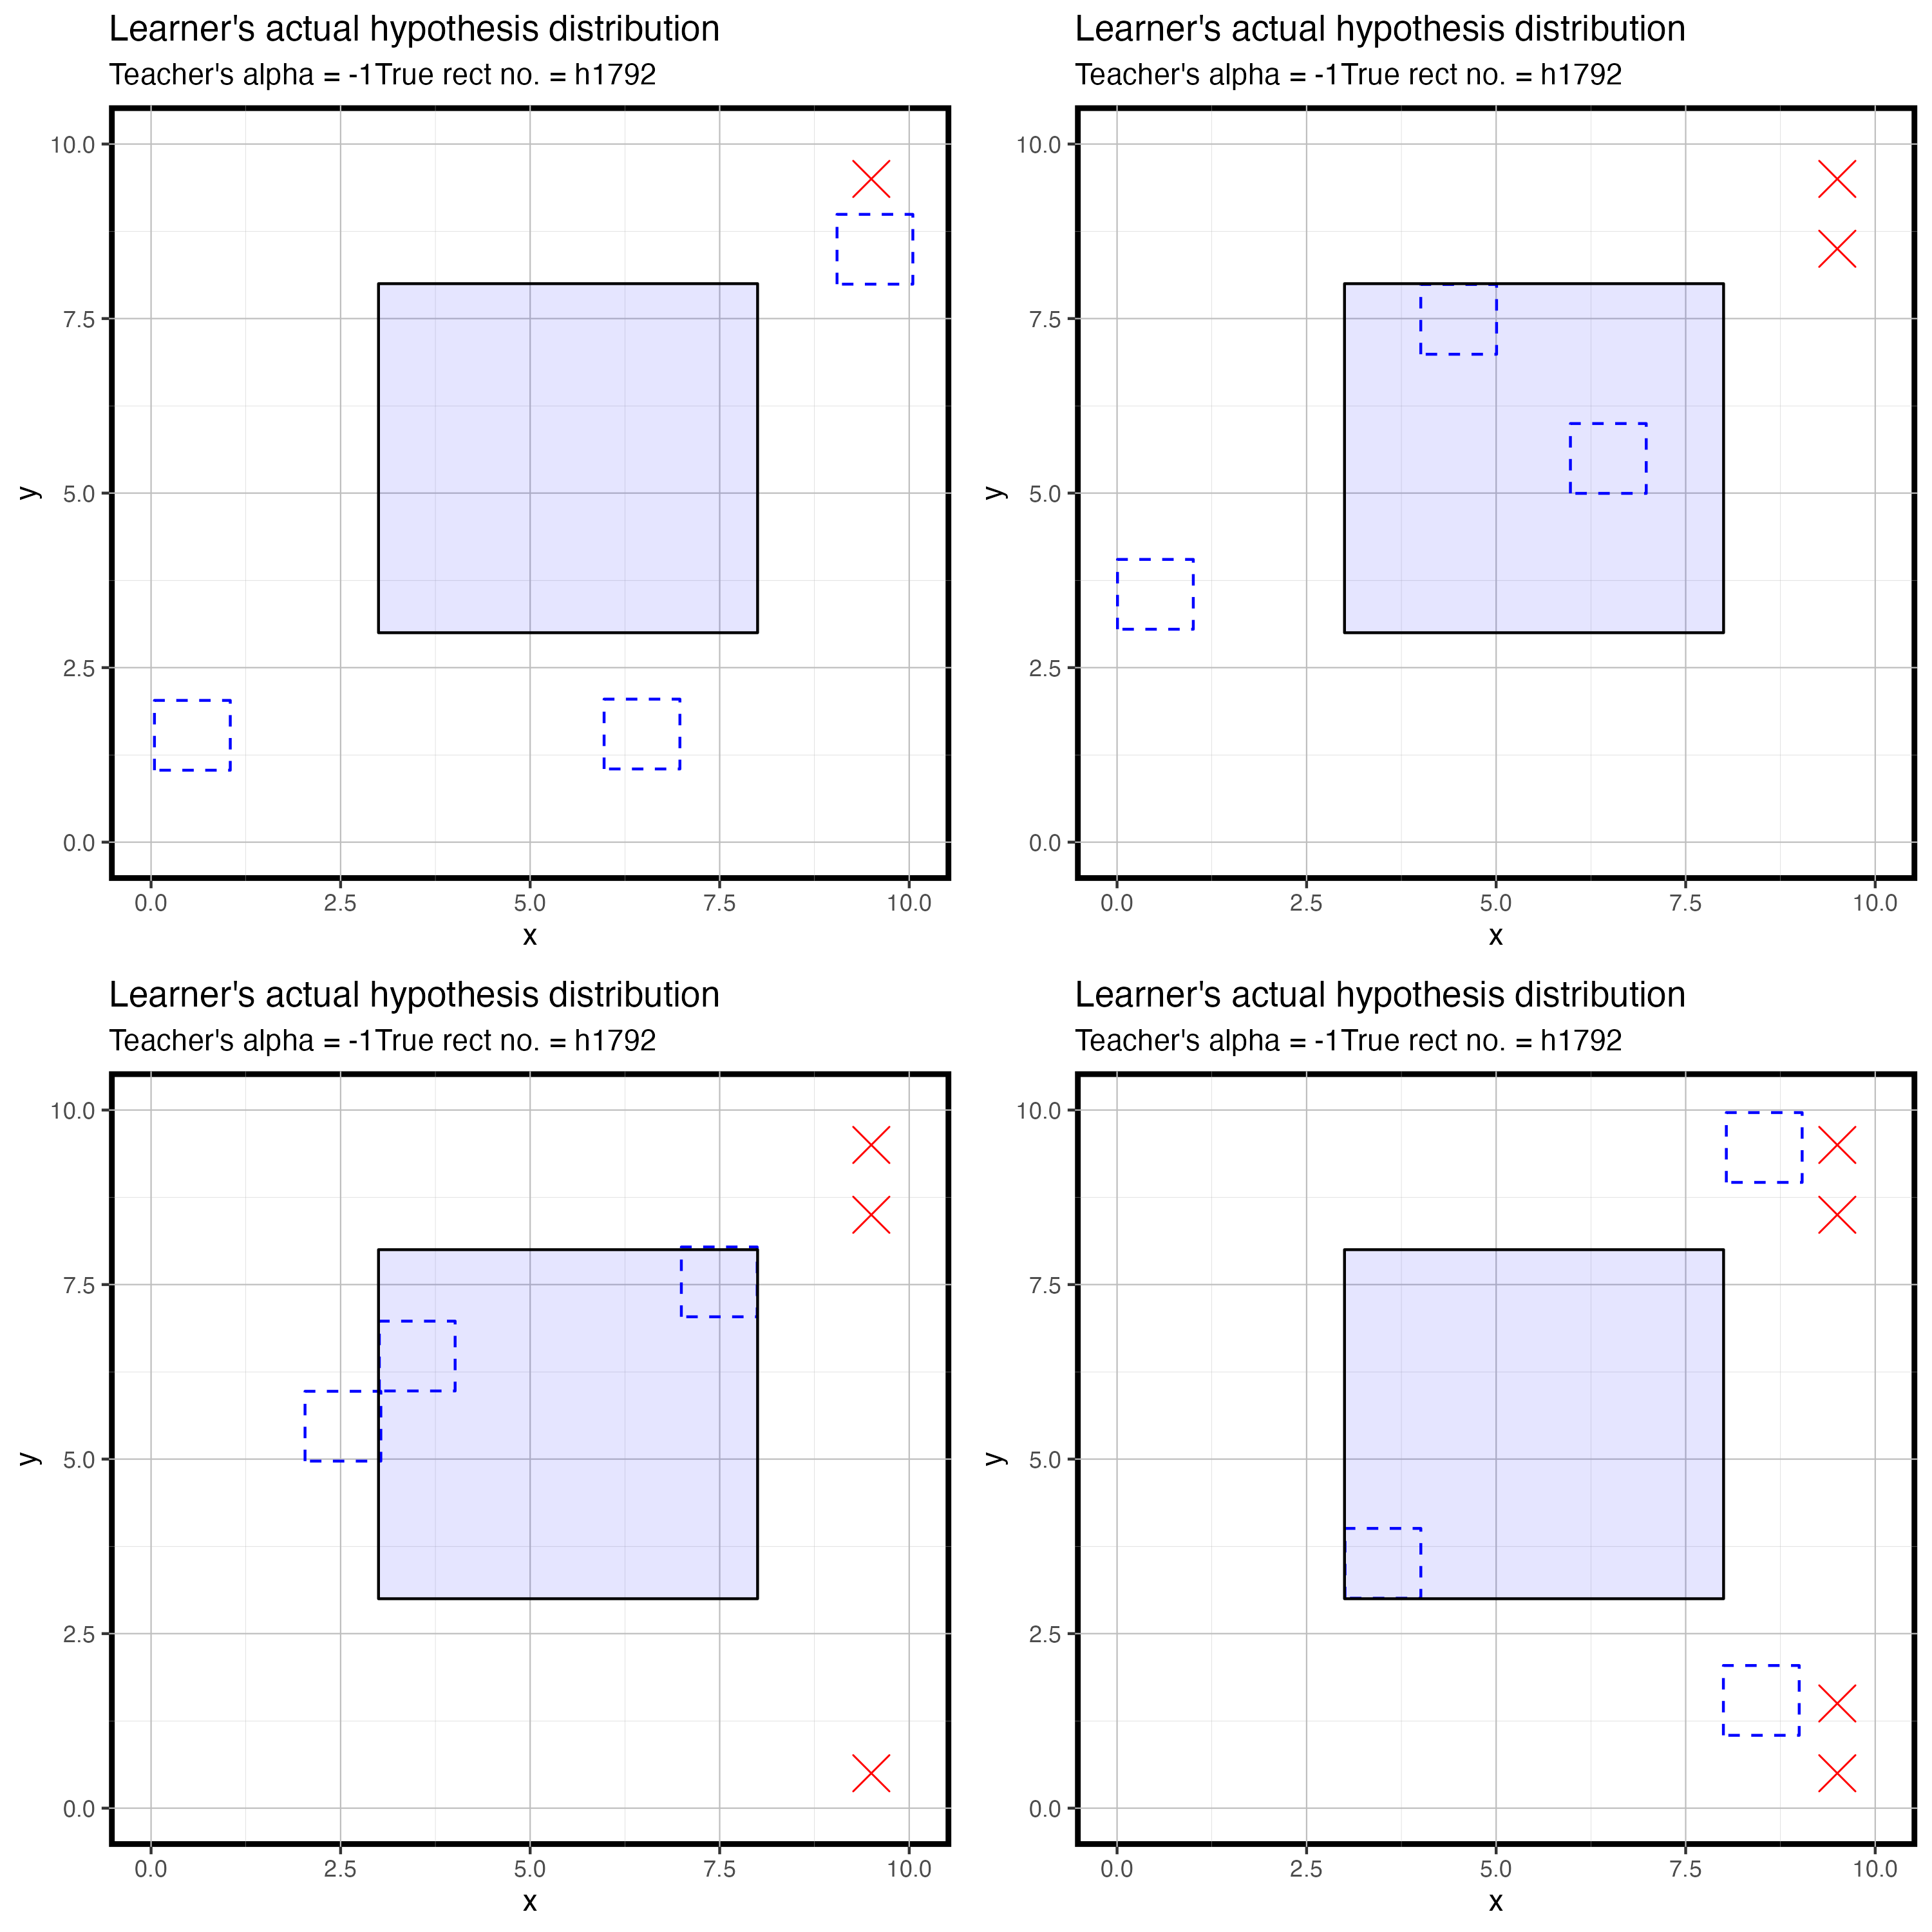 Learner's actual hypothesis distribution
Teacher's alpha = -1True rect no. = h1792
10.0
7.5
5.0
2.5
0.0
y
0.0 2.5 5.0 7.5 10.0
x
Learner's actual hypothesis distribution
Teacher's alpha = -1True rect no. = h1792
10.0
7.5
5.0
2.5
0.0
y
0.0 2.5 5.0 7.5 10.0
x
Learner's actual hypothesis distribution
Teacher's alpha = -1True rect no. = h1792
10.0
7.5
5.0
2.5
0.0
y
0.0 2.5 5.0 7.5 10.0
x
Learner's actual hypothesis distribution
Teacher's alpha = -1True rect no. = h1792
10.0
7.5
5.0
2.5
0.0
y
0.0 2.5 5.0 7.5 10.0
x